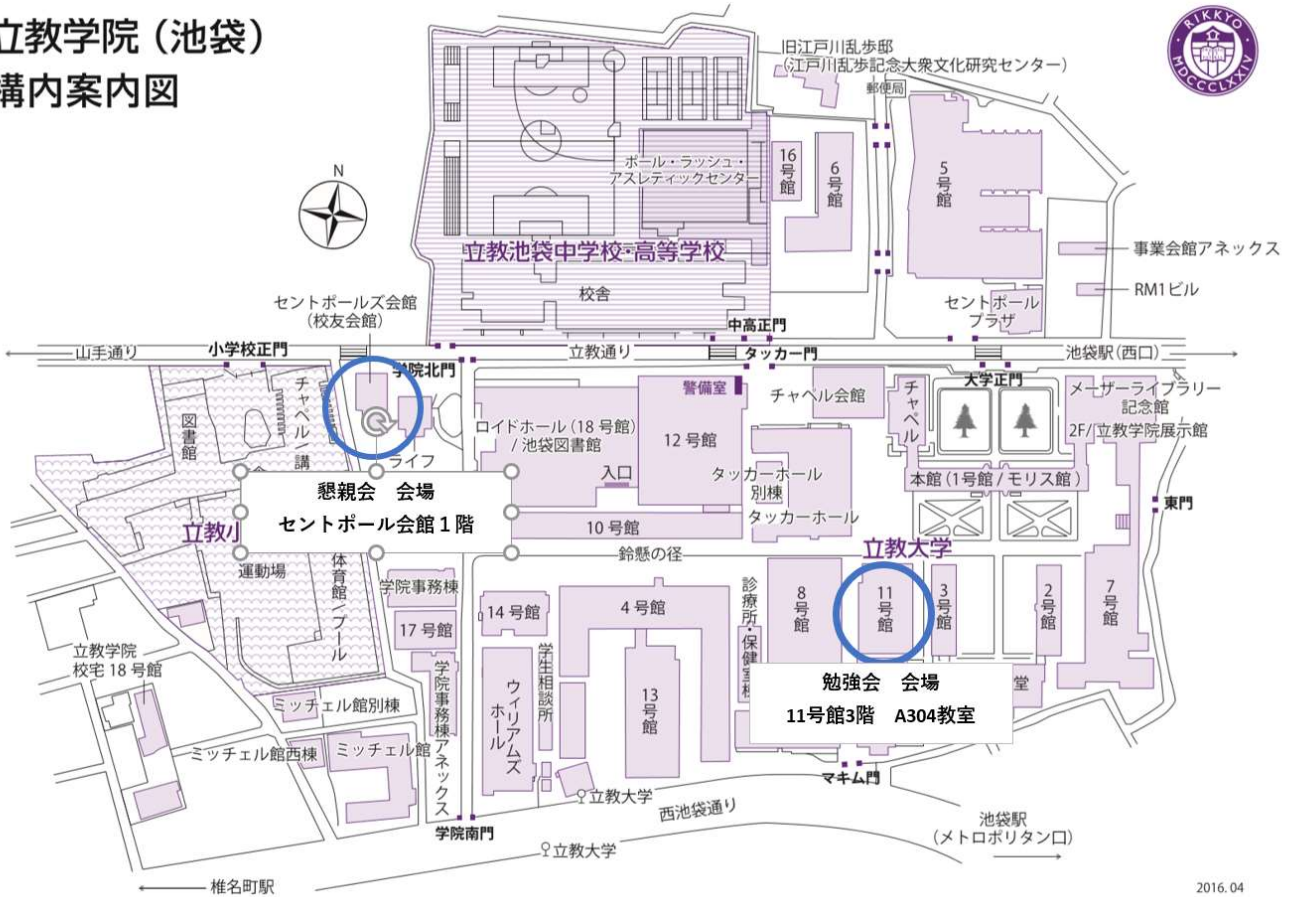 立教学院（池袋）
構内案内図
RIKKYO
MDCCCLXXIV
旧江戸川乱歩邸
（江戸川乱歩記念大衆文化研究センター）
郵便局
N
ポール・ラッシュ・
アスレティックセンター
16号館
6号館
5号館
立教池袋中学校・高等学校
校舎
事業会館アネックス
RM1ビル
セントポールズ会館
（校友会館）
セントポール
プラザ
中高正門
山手通り
小学校正門
立教通り
タッカー門
池袋駅（西口）
学院北門
大学正門
警備室
チャペル会館
チャペル
メーザーライブラリー
記念館
2F/立教学院展示館
図書館
チャペル/講
ロイドホール（18 号館）
/ 池袋図書館
12 号館
ライフ
入口
タッカーホール
別棟
タッカーホール
本館（1号館 / モリス館）
東門
懇親会　会場
セントポール会館１階
立教小
10 号館
鈴懸の径
立教大学
運動場
体育館/プール
学院事務棟
14 号館
4 号館
診療所・保健室棟
8号館
11号館
3号館
2号館
7号館
17 号館
立教学院
校宅 18 号館
学院事務棟アネックス
ウィリアムズ
ホール
学生相談所
13号館
勉強会　会場
11号館3階　A304教室
堂
ミッチェル館別棟
ミッチェル館西棟
ミッチェル館
マキム門
立教大学
西池袋通り
学院南門
立教大学
池袋駅
（メトロポリタン口）
椎名町駅
2016. 04